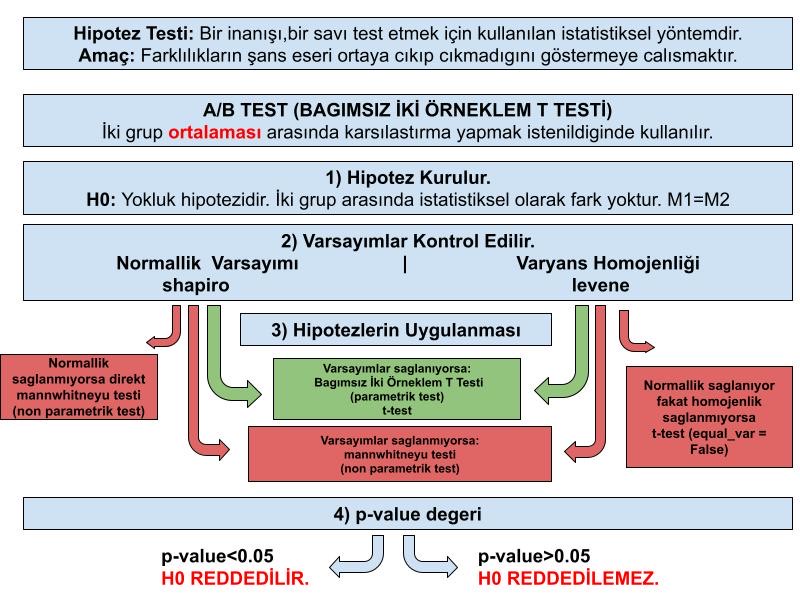 Hipotez Testi: Bir inanışı,bir savı test etmek için kullanılan istatistiksel yöntemdir.
Amaç: Farklılıkların şans eseri ortaya cıkıp cıkmadıgını göstermeye calısmaktır.
A/B TEST (BAGIMSIZ İKİ ÖRNEKLEM T TESTİ)
İki grup ortalaması arasında karsılastırma yapmak istenildiginde kullanılır.
1) Hipotez Kurulur.
H0: Yokluk hipotezidir. İki grup arasında istatistiksel olarak fark yoktur. M1=M2
2) Varsayımlar Kontrol Edilir.
Normallik Varsayımı | Varyans Homojenliği
shapiro levene
3) Hipotezlerin Uygulanması
Normallik
saglanmıyorsa direkt
mannwhitneyu testi
(non parametrik test)
Varsayımlar saglanıyorsa:
Bagımsız İki Örneklem T Testi
(parametrik test)
t-test
Normallik saglanıyor
fakat homojenlik
saglanmıyorsa
t-test (equal_var =
False)
Varsayımlar saglanmıyorsa:
mannwhitneyu testi
(non parametrik test)
4) p-value degeri
p-value<0.05
H0 REDDEDİLİR.
p-value>0.05
H0 REDDEDİLEMEZ.